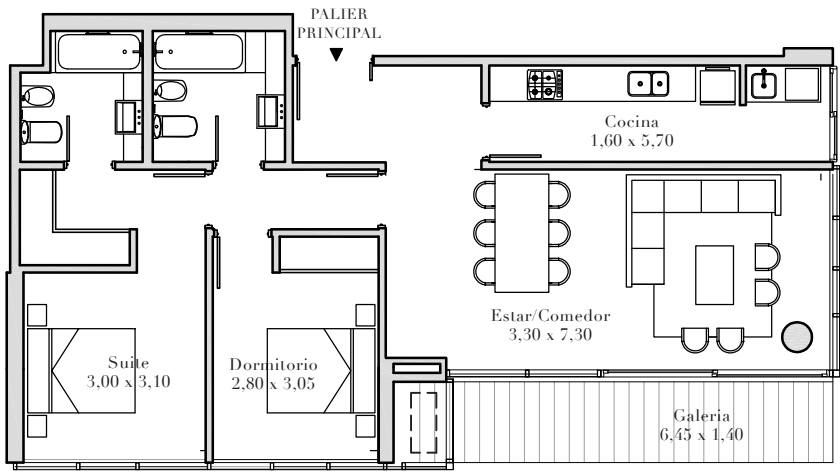 PALIER
PRINCIPAL
Cocina
1,60 x 5,70
Estar/Comedor
3,30 x 7,30
Suite
3,00 x 3,10
Dormitorio
2,80 x 3,05
Galeria
6,45 x 1,40